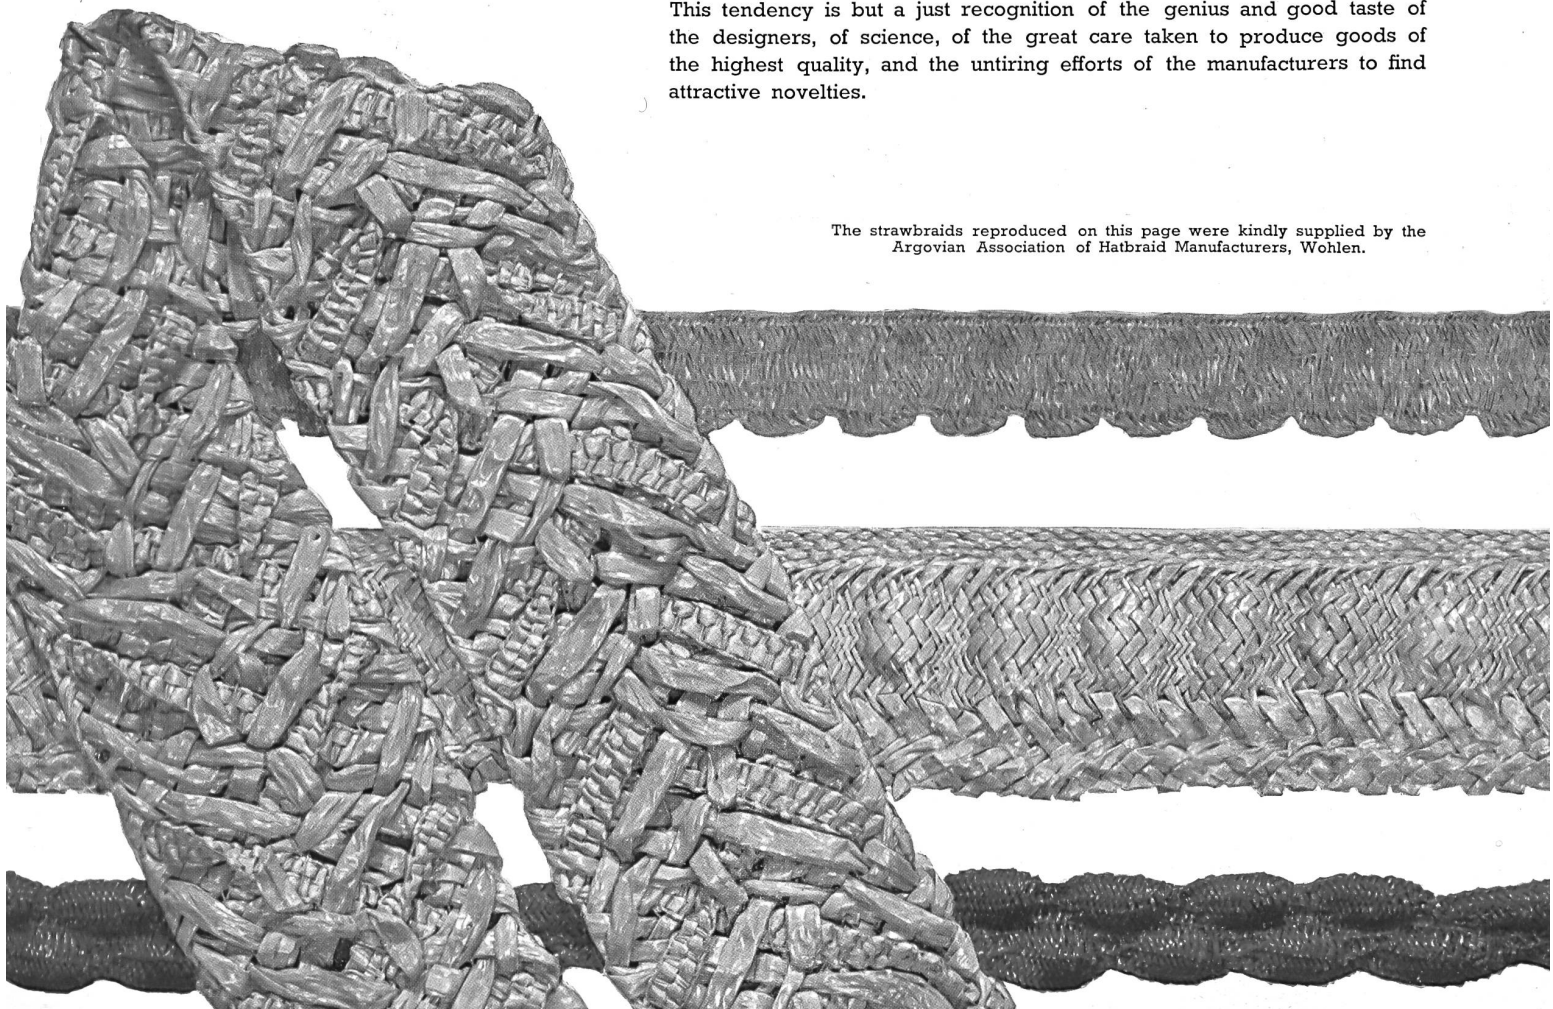 This tendency is but a just recognition of the genius and good taste of
the designers, of science, of the great care taken to produce goods of
the highest quality, and the untiring efforts of the manufacturers to find
attractive novelties.
The strawbraids reproduced on this page were kindly supplied by the
Argovian Association of Hatbraid Manufacturers, Wohlen.